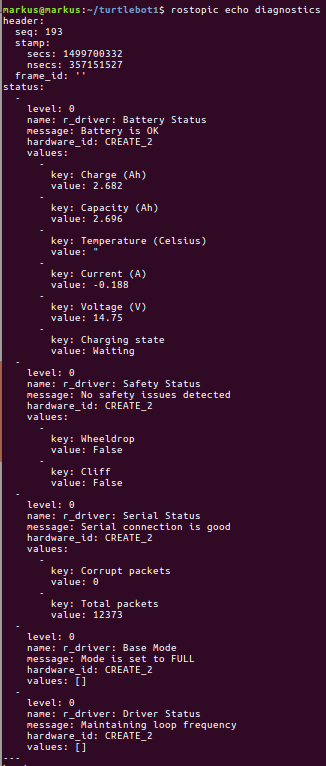 markus@markus:~/turtlebot1$ rostopic echo diagnostics
header:
  seq: 193
  stamp:
    secs: 1499700332
    nsecs: 357151527
  frame_id: ''
status:
  -
    level: 0
    name: r_driver: Battery Status
    message: Battery is OK
    hardware_id: CREATE_2
    values:
      -
        key: Charge (Ah)
        value: 2.682
      -
        key: Capacity (Ah)
        value: 2.696
      -
        key: Temperature (Celsius)
        value: "
      -
        key: Current (A)
        value: -0.188
      -
        key: Voltage (V)
        value: 14.75
      -
        key: Charging state
        value: Waiting
  -
    level: 0
    name: r_driver: Safety Status
    message: No safety issues detected
    hardware_id: CREATE_2
    values:
      -
        key: Wheeldrop
        value: False
      -
        key: Cliff
        value: False
  -
    level: 0
    name: r_driver: Serial Status
    message: Serial connection is good
    hardware_id: CREATE_2
    values:
      -
        key: Corrupt packets
        value: 0
      -
        key: Total packets
        value: 12373
  -
    level: 0
    name: r_driver: Base Mode
    message: Mode is set to FULL
    hardware_id: CREATE_2
    values: []
  -
    level: 0
    name: r_driver: Driver Status
    message: Maintaining loop frequency
    hardware_id: CREATE_2
    values: []
---